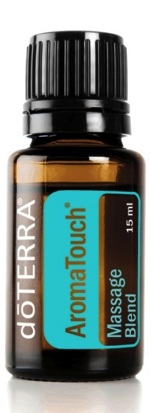 dōTERRA®
AromaTouch®
Massage
Blend
15 ml